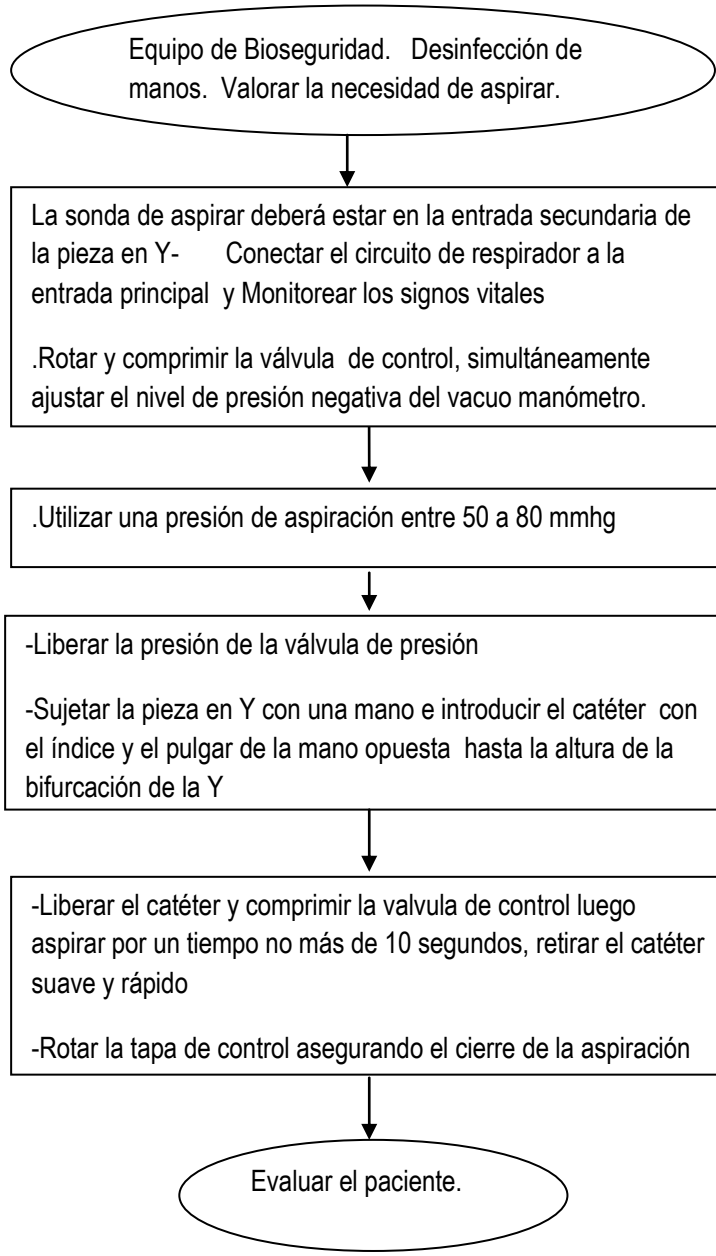 Equipo de Bioseguridad. Desinfección de
manos. Valorar la necesidad de aspirar.
La sonda de aspirar deberá estar en la entrada secundaria de
la pieza en Y- Conectar el circuito de respirador a la
entrada principal y Monitorear los signos vitales
.Rotar y comprimir la válvula de control, simultáneamente
ajustar el nivel de presión negativa del vacuo manómetro.
.Utilizar una presión de aspiración entre 50 a 80 mmhg
-Liberar la presión de la válvula de presión
-Sujetar la pieza en Y con una mano e introducir el catéter con
el índice y el pulgar de la mano opuesta hasta la altura de la
bifurcación de la Y
-Liberar el catéter y comprimir la valvula de control luego
aspirar por un tiempo no más de 10 segundos, retirar el catéter
suave y rápido
-Rotar la tapa de control asegurando el cierre de la aspiración
Evaluar el paciente.